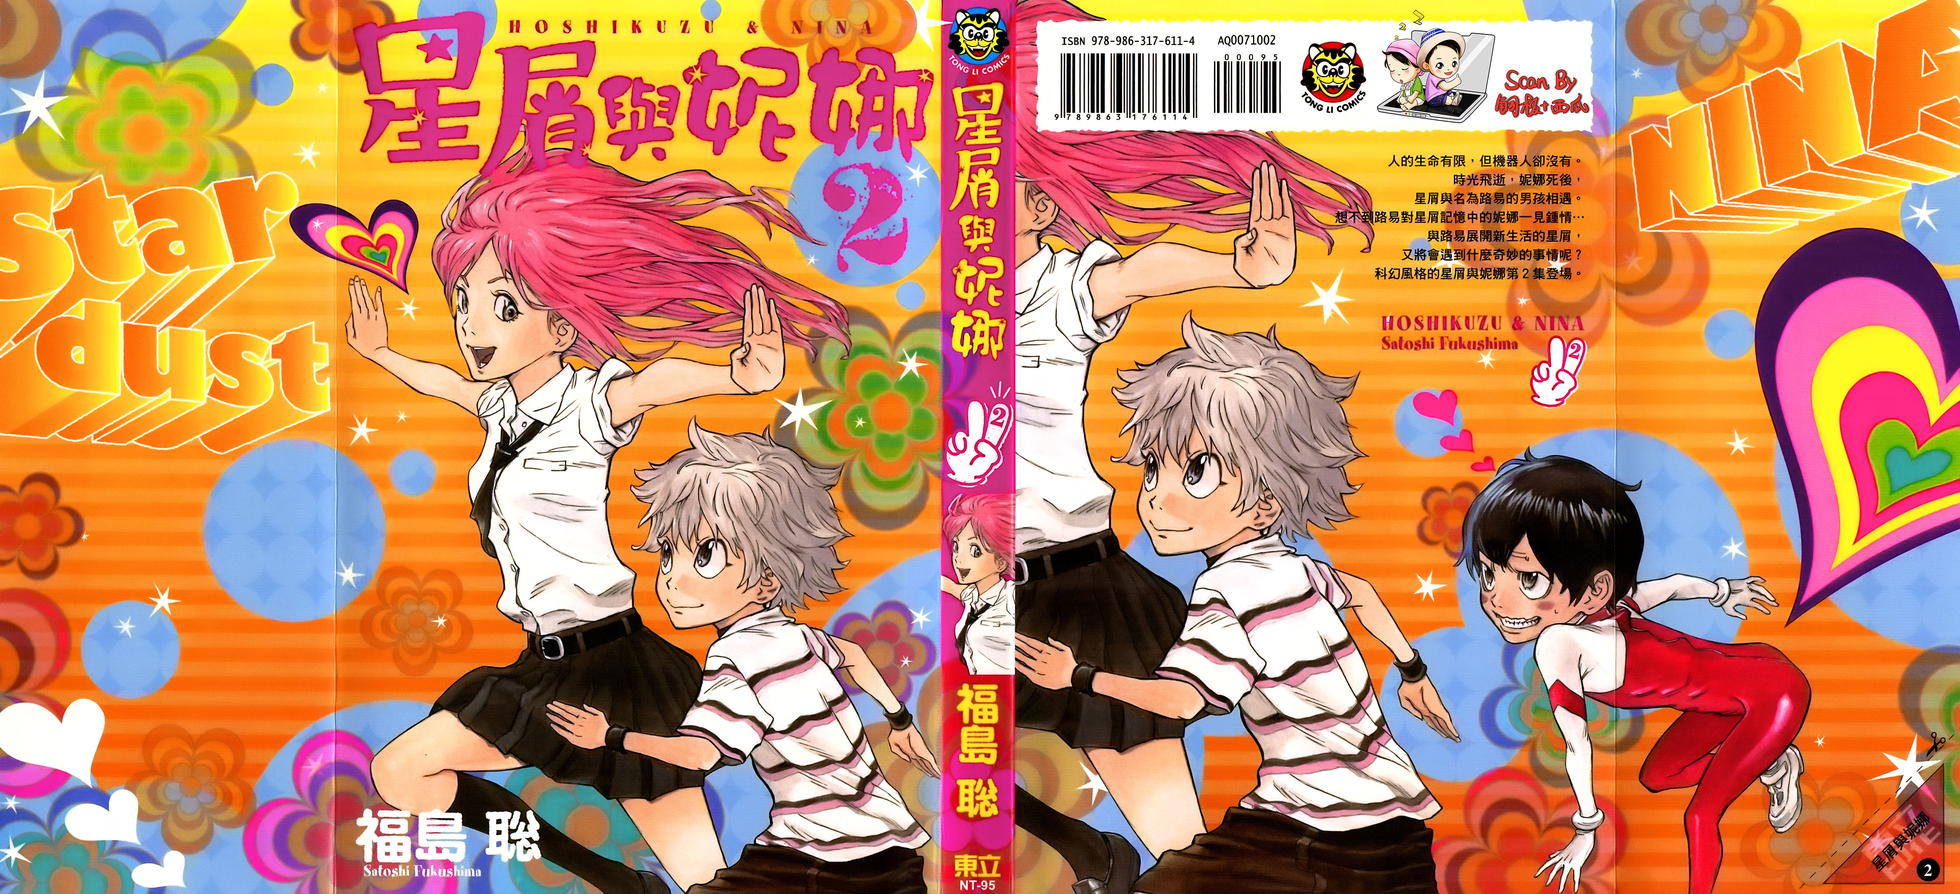 Star
dust
HOSHIKUZU & NINA
星屑與妮娜
2
福島 聡
Satoshi Fukushima
TONG LI COMICS
星屑與妮娜
2
福島 聡
東立
NT-95
ISBN 978-986-317-611-4
AQ0071002
00095
9 789863 176114
TONG LI COMICS
Scan By
人的生命有限，但機器人卻沒有。
時光飛逝，妮娜死後，
星屑與名為路易的男孩相遇。
想不到路易對星屑記憶中的妮娜一見鍾情…
與路易展開新生活的星屑，
又將會遇到什麼奇妙的事情呢？
科幻風格的星屑與妮娜第2集登場。
HOSHIKUZU & NINA
Satoshi Fukushima
2
NINA
星屑與妮娜
2